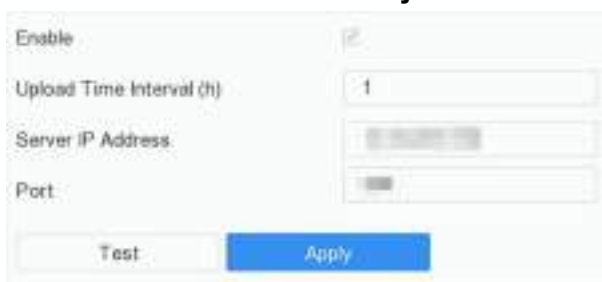 Enable
Upload Time Interval (h) 1
Server IP Address
Port
Test Apply